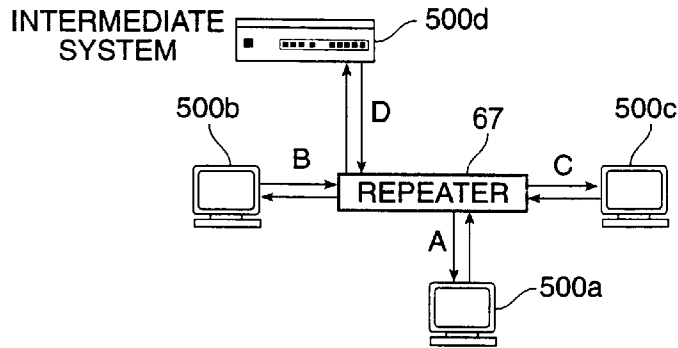 INTERMEDIATE
SYSTEM
500d
500b
D
67
500c
B
C
REPEATER
A
500a